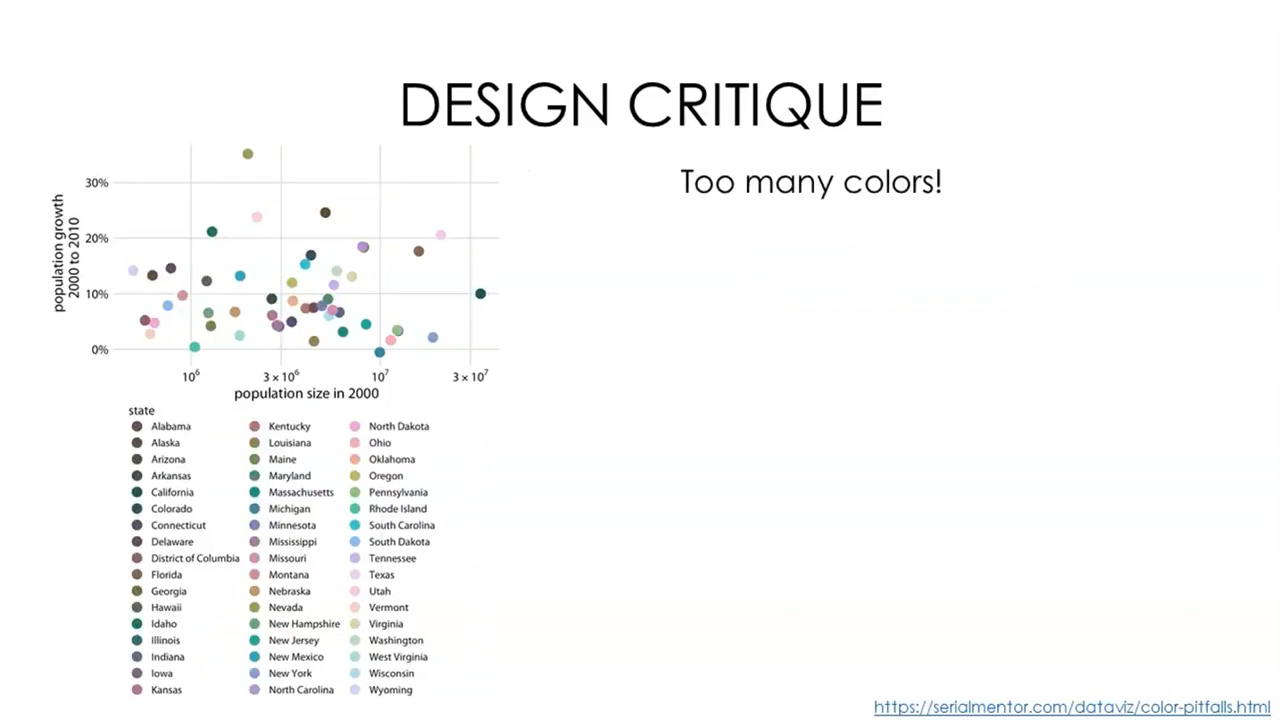 DESIGN CRITIQUE
Too many colors!
population growth
2000 to 2010
30%
20%
10%
0%
10⁶
3 × 10⁶
10⁷
3 × 10⁷
population size in 2000
state
Alabama
Alaska
Arizona
Arkansas
California
Colorado
Connecticut
Delaware
District of Columbia
Florida
Georgia
Hawaii
Idaho
Illinois
Indiana
Iowa
Kansas
Kentucky
Louisiana
Maine
Maryland
Massachusetts
Michigan
Minnesota
Mississippi
Missouri
Montana
Nebraska
Nevada
New Hampshire
New Jersey
New Mexico
New York
North Carolina
North Dakota
Ohio
Oklahoma
Oregon
Pennsylvania
Rhode Island
South Carolina
South Dakota
Tennessee
Texas
Utah
Vermont
Virginia
Washington
West Virginia
Wisconsin
Wyoming
https://serialmentor.com/dataviz/color-pitfalls.html